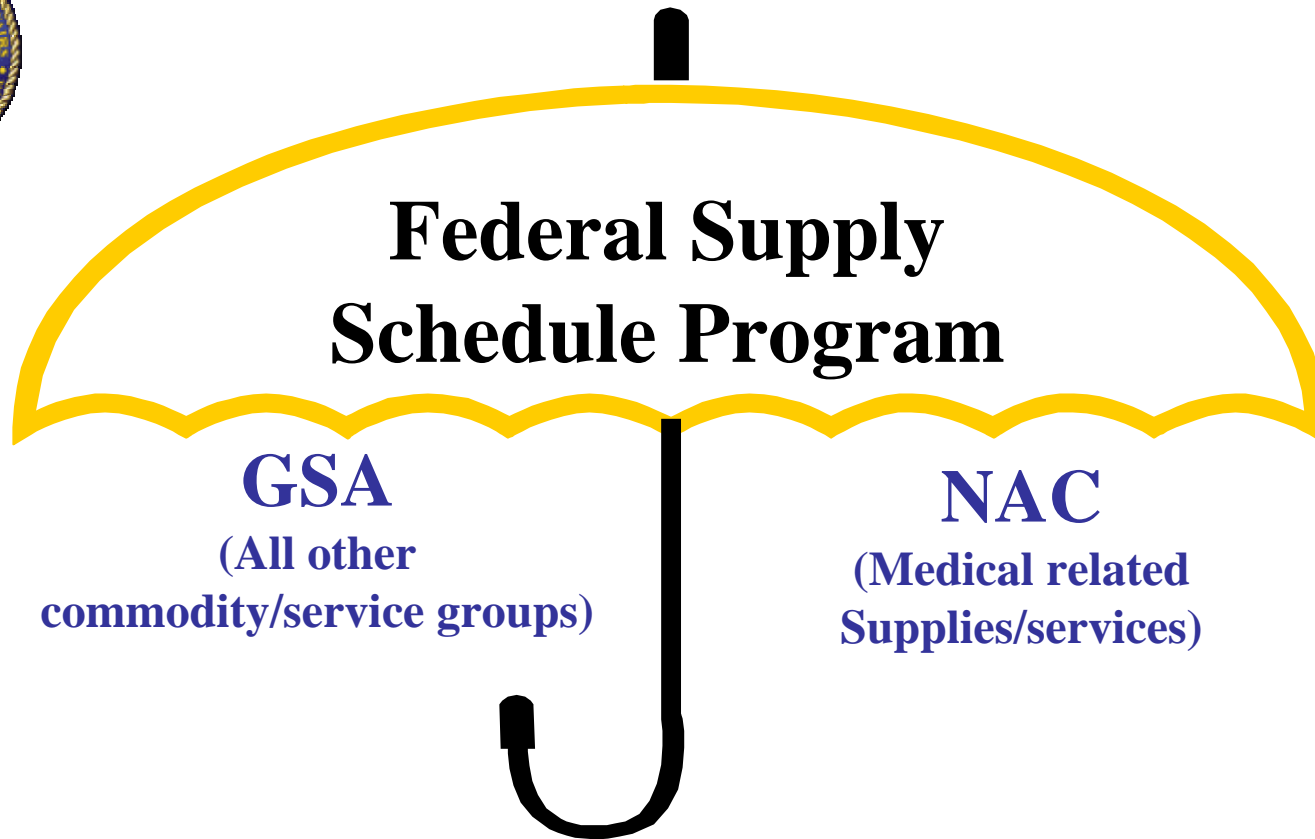 Federal Supply
Schedule Program
GSA
(All other
commodity/service groups)
NAC
(Medical related
Supplies/services)